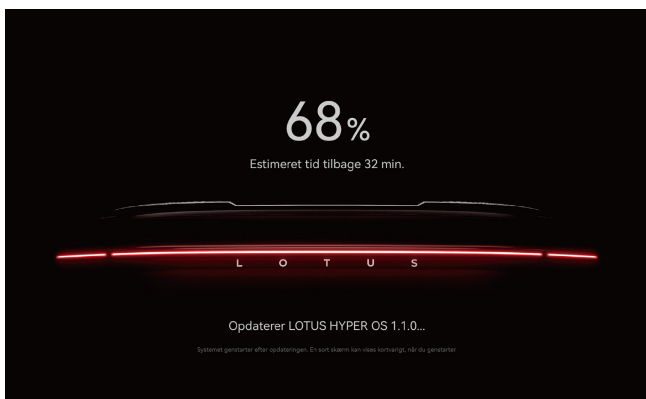 68%
Estimeret tid tilbage 32 min.
L O T U S
Opdaterer LOTUS HYPER OS 1.1.0...
Systemet genstarter efter opdateringen. En sort skærm kan vises kortvarigt, når du genstarter